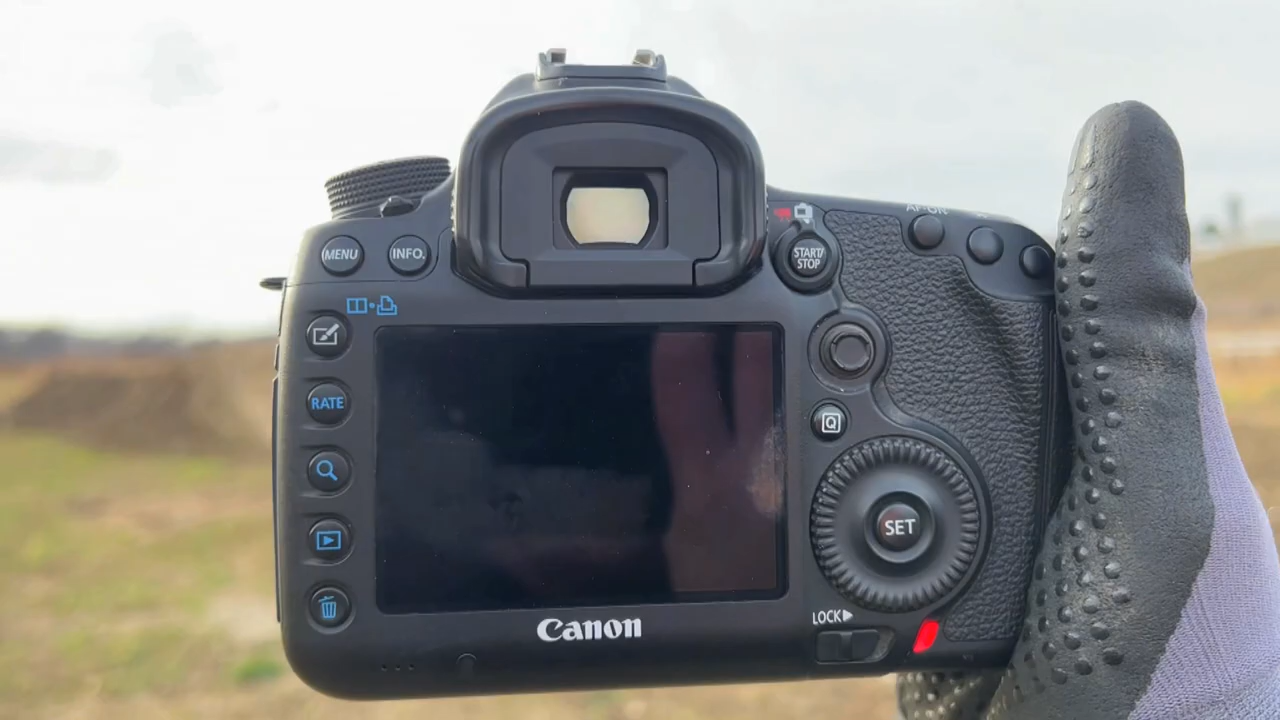 AF-ON
MENU
INFO.
START/
STOP
RATE
Q
SET
LOCK
Canon